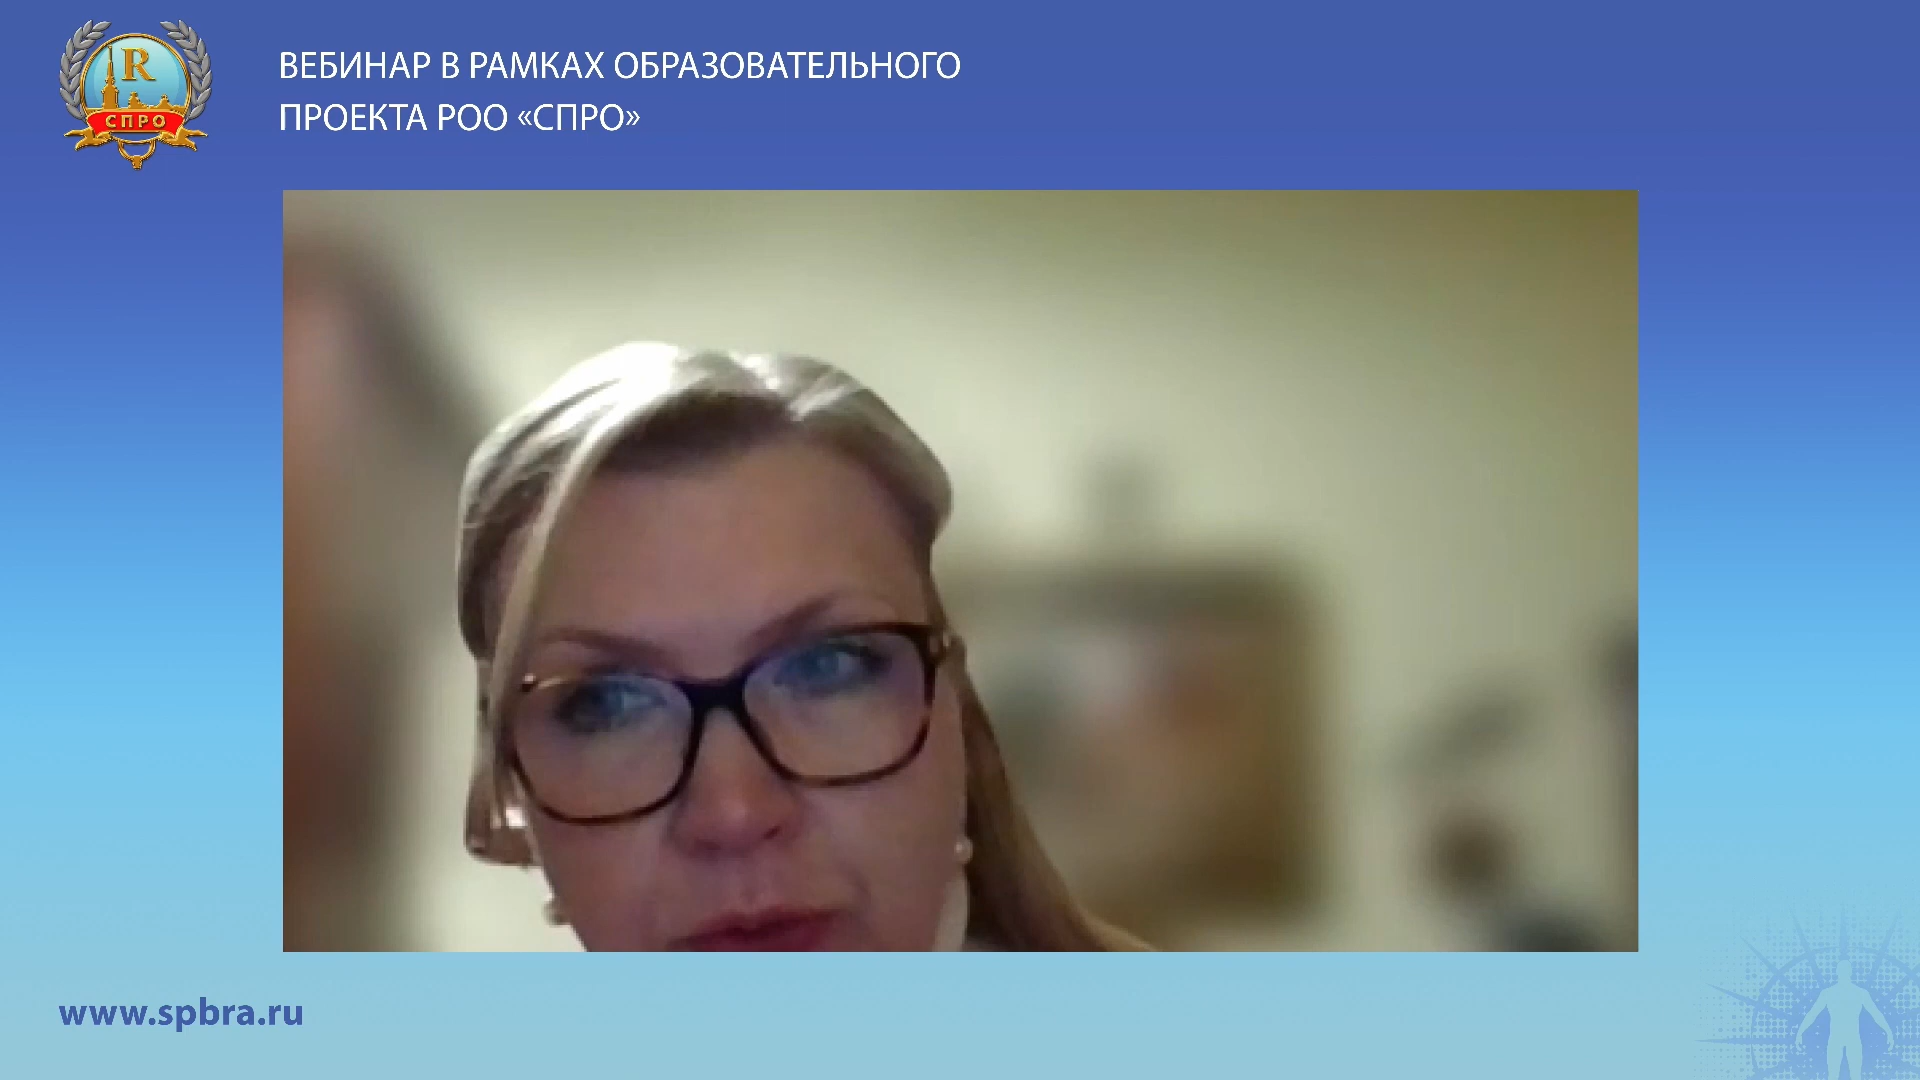 R
СПРО
ВЕБИНАР В РАМКАХ ОБРАЗОВАТЕЛЬНОГО
ПРОЕКТА РОО «СПРО»
www.spbra.ru